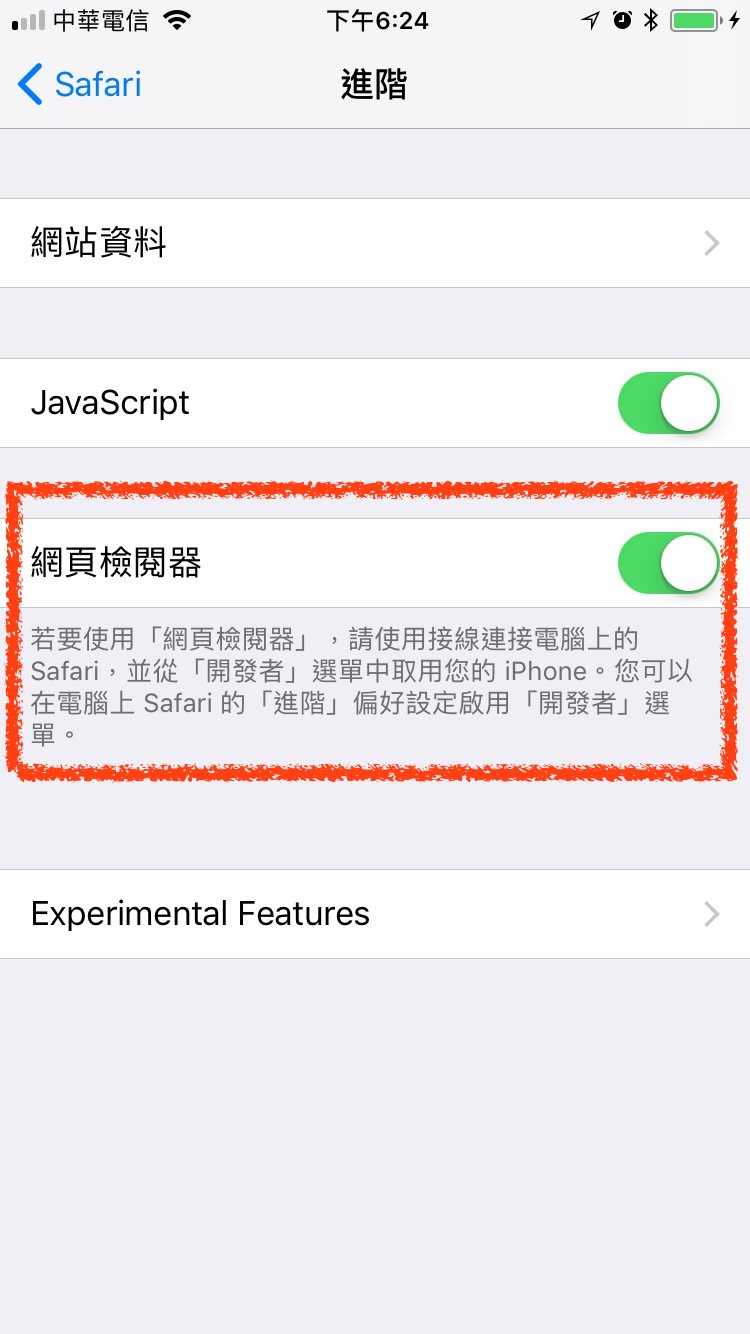 中華電信 下午6:24
Safari 進階
網站資料
JavaScript
網頁檢閱器
若要使用「網頁檢閱器」，請使用接線連接電腦上的
Safari，並從「開發者」選單中取用您的 iPhone。您可以
在電腦上 Safari 的「進階」偏好設定啟用「開發者」選
單。
Experimental Features